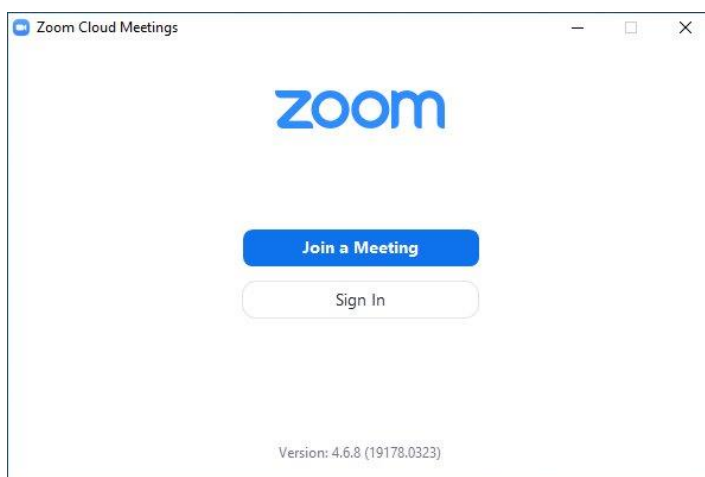 Zoom Cloud Meetings
zoom
Join a Meeting
Sign In
Version: 4.6.8 (19178.0323)